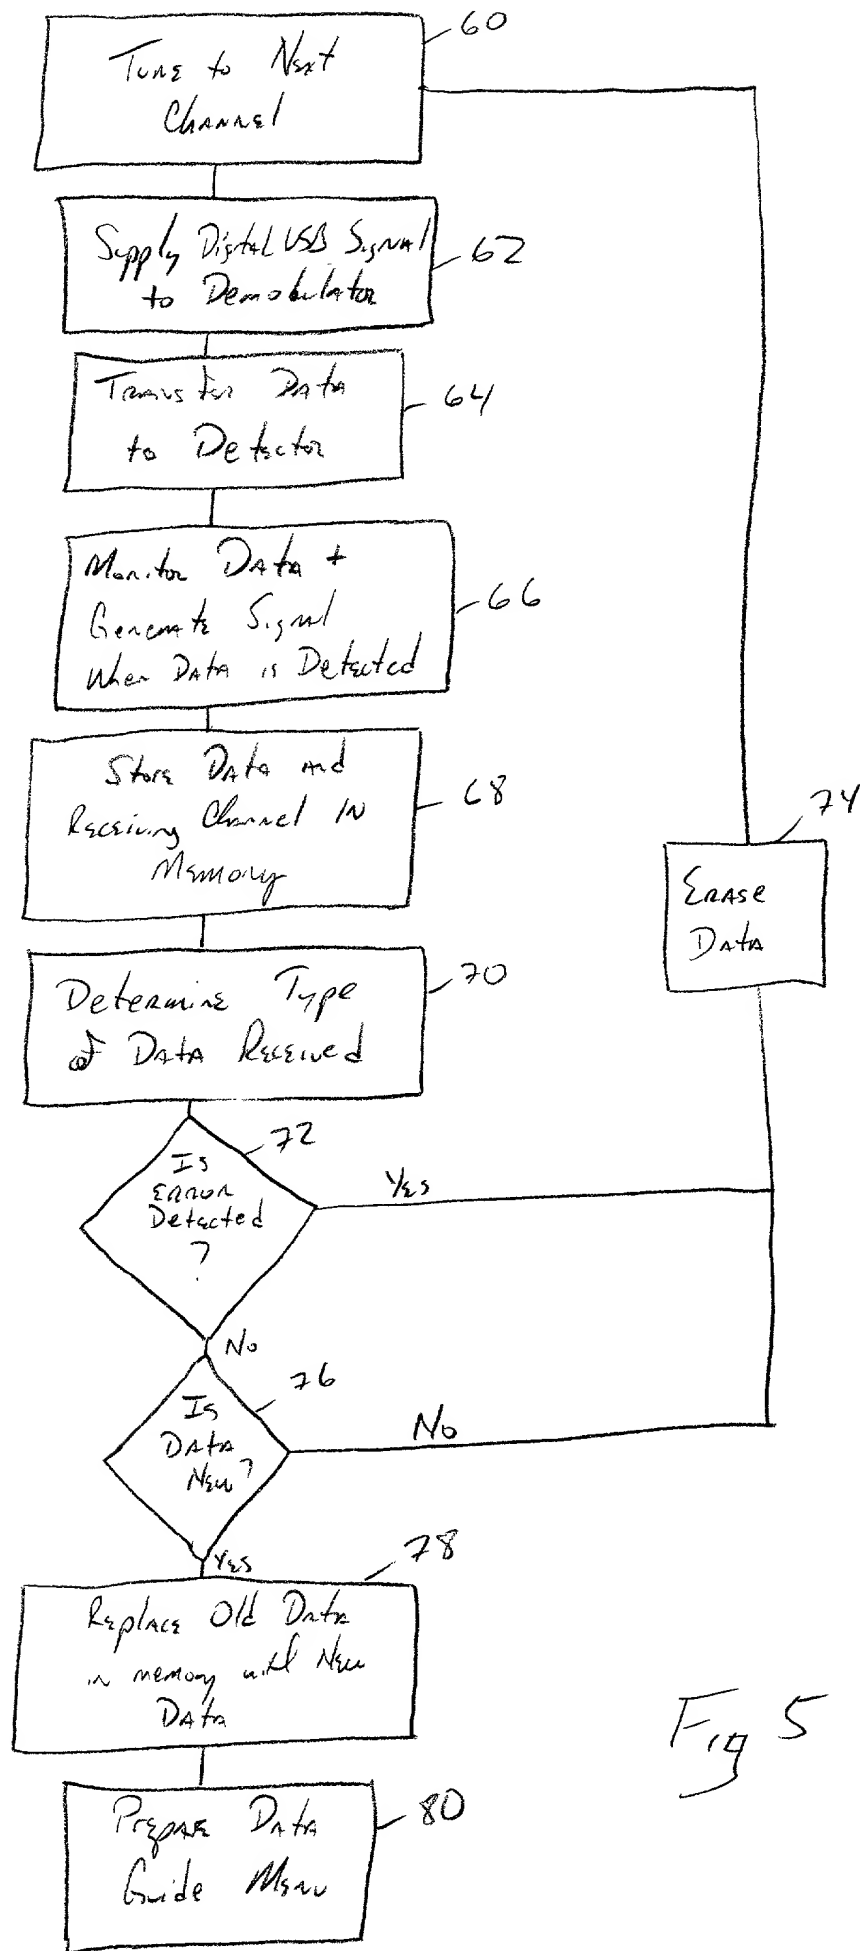 60
Tune to Next
Channel
Supply Digital VSB Signal
to Demodulator
62
Transfer Data
to Detector
64
Monitor Data +
Generate Signal
When Data is Detected
66
Store Data and
Receiving Channel IN
Memory
68
74
Erase
Data
Determine Type
of Data Received
70
72
Is
Error
Detected
?
Yes
No
76
Is
Data
New?
No
Yes
78
Replace Old Data
in memory with New
Data
Fig 5
Prepare Data
Guide Menu
80